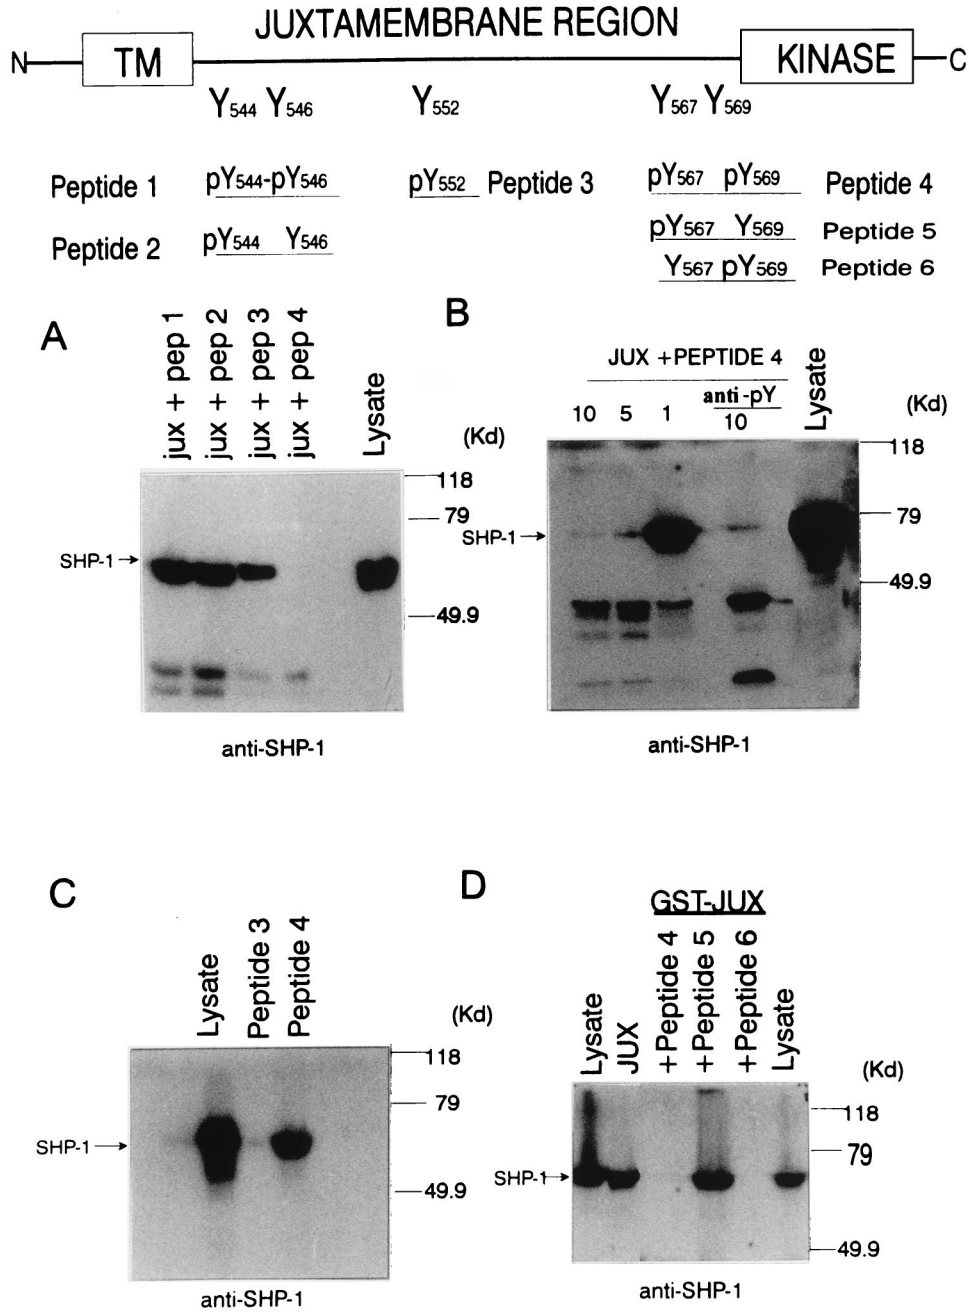 JUXTAMEMBRANE REGION
N TM KINASE C
Y544 Y546 Y552 Y567 Y569
Peptide 1 pY544-pY546 pY552 Peptide 3 pY567 pY569 Peptide 4
Peptide 2 pY544 Y546 pY567 Y569 Peptide 5
Y567 pY569 Peptide 6
A
jux + pep 1
jux + pep 2
jux + pep 3
jux + pep 4
Lysate
(Kd)
118
79
SHP-1
49.9
anti-SHP-1
B
JUX +PEPTIDE 4
anti-pY
10 5 1 10
Lysate
(Kd)
118
79
SHP-1
49.9
anti-SHP-1
C
Lysate
Peptide 3
Peptide 4
(Kd)
118
79
SHP-1
49.9
anti-SHP-1
D
GST-JUX
Lysate
JUX
+Peptide 4
+Peptide 5
+Peptide 6
Lysate
(Kd)
118
79
SHP-1
49.9
anti-SHP-1